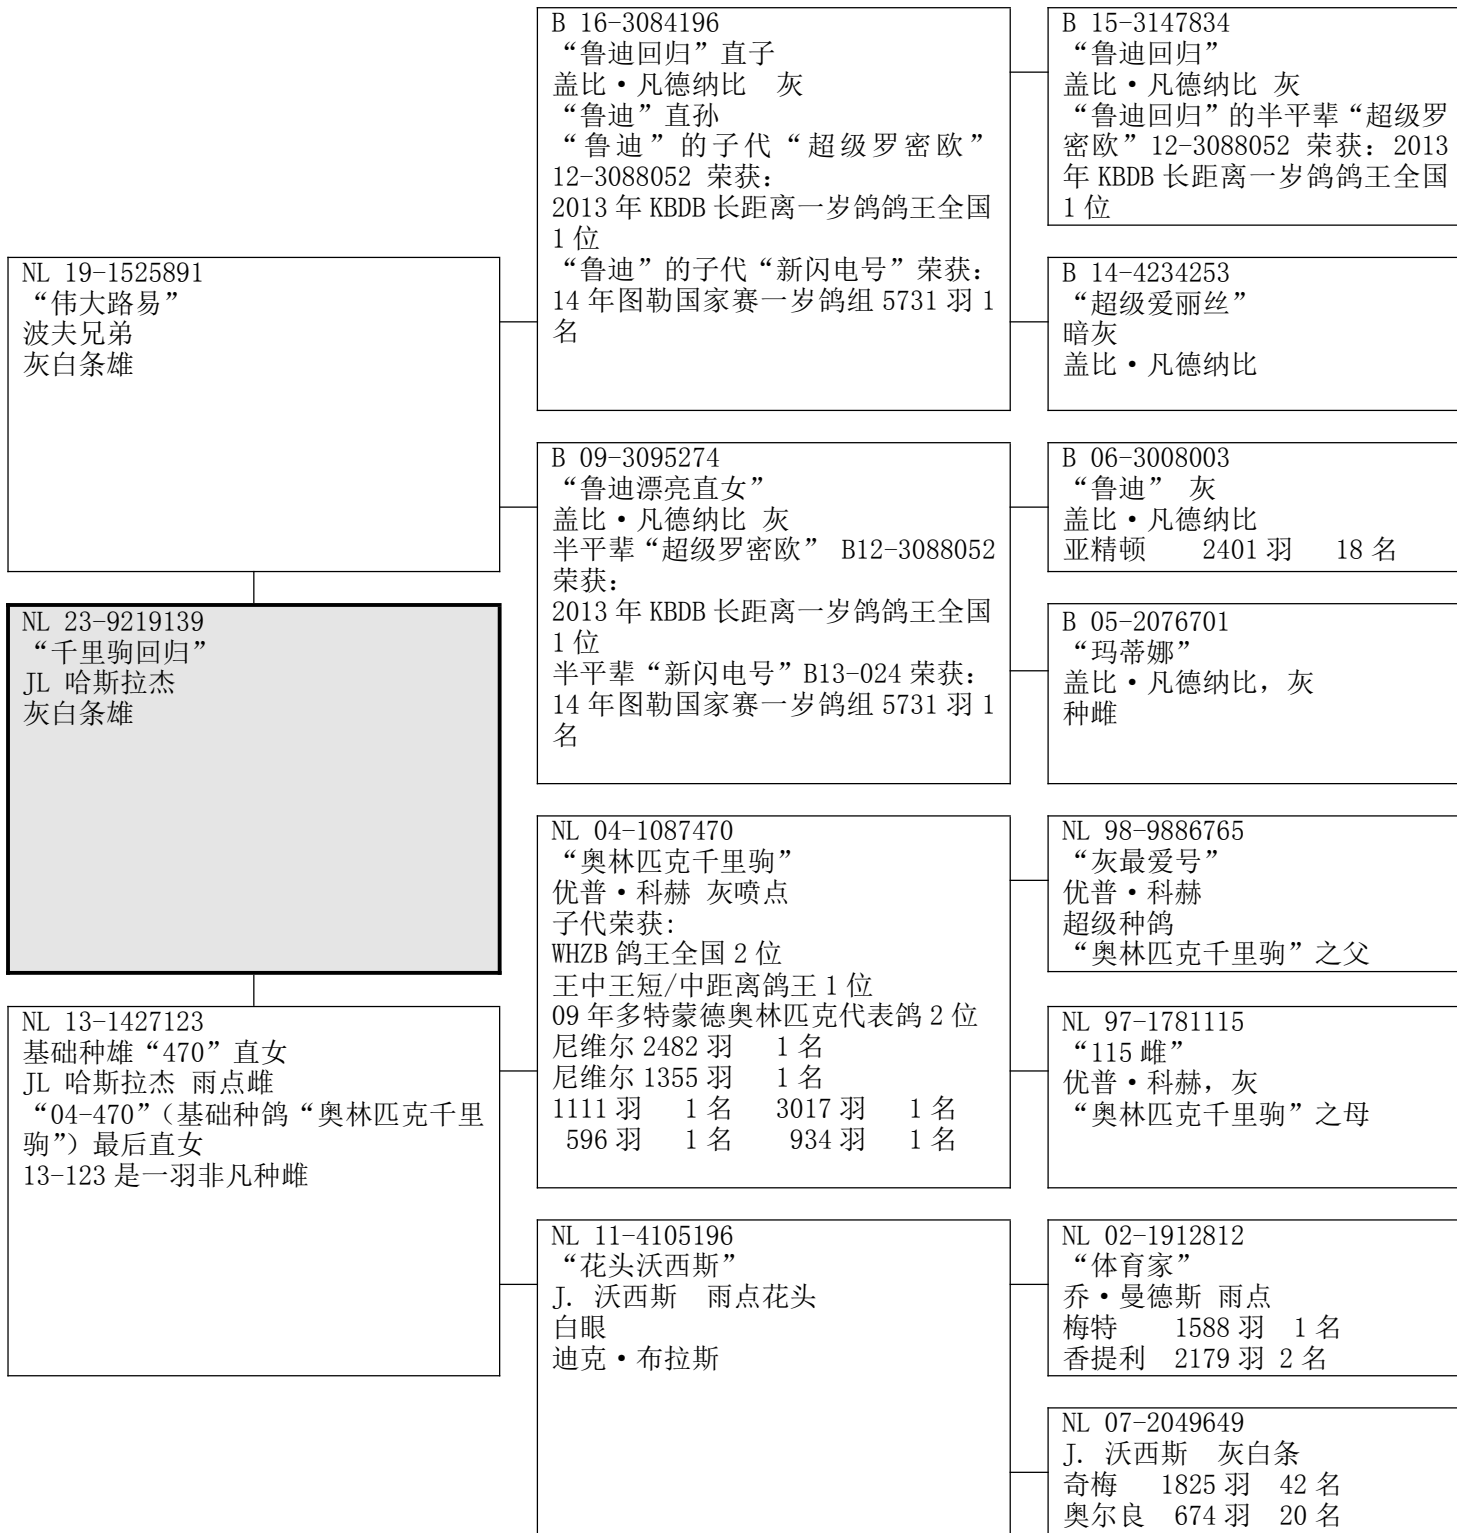 B 16-3084196
“鲁迪回归”直子
盖比·凡德纳比 灰
“鲁迪”直孙
“鲁迪”的子代“超级罗密欧”
12-3088052 荣获：
2013 年 KBDB 长距离一岁鸽鸽王全国
1 位
“鲁迪”的子代“新闪电号”荣获：
14 年图勒国家赛一岁鸽组 5731 羽 1
名
B 15-3147834
“鲁迪回归”
盖比·凡德纳比 灰
“鲁迪回归”的半平辈“超级罗
密欧”12-3088052 荣获：2013
年 KBDB 长距离一岁鸽鸽王全国
1 位
NL 19-1525891
“伟大路易”
波夫兄弟
灰白条雄
B 14-4234253
“超级爱丽丝”
暗灰
盖比·凡德纳比
B 09-3095274
“鲁迪漂亮直女”
盖比·凡德纳比 灰
半平辈“超级罗密欧” B12-3088052
荣获：
2013 年 KBDB 长距离一岁鸽鸽王全国
1 位
半平辈“新闪电号”B13-024 荣获：
14 年图勒国家赛一岁鸽组 5731 羽 1
名
B 06-3008003
“鲁迪” 灰
盖比·凡德纳比
亚精顿 2401 羽 18 名
NL 23-9219139
“千里驹回归”
JL 哈斯拉杰
灰白条雄
B 05-2076701
“玛蒂娜”
盖比·凡德纳比，灰
种雌
NL 04-1087470
“奥林匹克千里驹”
优普·科赫 灰喷点
子代荣获:
WHZB 鸽王全国 2 位
王中王短/中距离鸽王 1 位
09 年多特蒙德奥林匹克代表鸽 2 位
尼维尔 2482 羽 1 名
尼维尔 1355 羽 1 名
1111 羽 1 名 3017 羽 1 名
596 羽 1 名 934 羽 1 名
NL 98-9886765
“灰最爱号”
优普·科赫
超级种鸽
“奥林匹克千里驹”之父
NL 13-1427123
基础种雄“470”直女
JL 哈斯拉杰 雨点雌
“04-470”（基础种鸽“奥林匹克千里
驹”）最后直女
13-123 是一羽非凡种雌
NL 97-1781115
“115 雌”
优普·科赫，灰
“奥林匹克千里驹”之母
NL 11-4105196
“花头沃西斯”
J. 沃西斯 雨点花头
白眼
迪克·布拉斯
NL 02-1912812
“体育家”
乔·曼德斯 雨点
梅特 1588 羽 1 名
香提利 2179 羽 2 名
NL 07-2049649
J. 沃西斯 灰白条
奇梅 1825 羽 42 名
奥尔良 674 羽 20 名